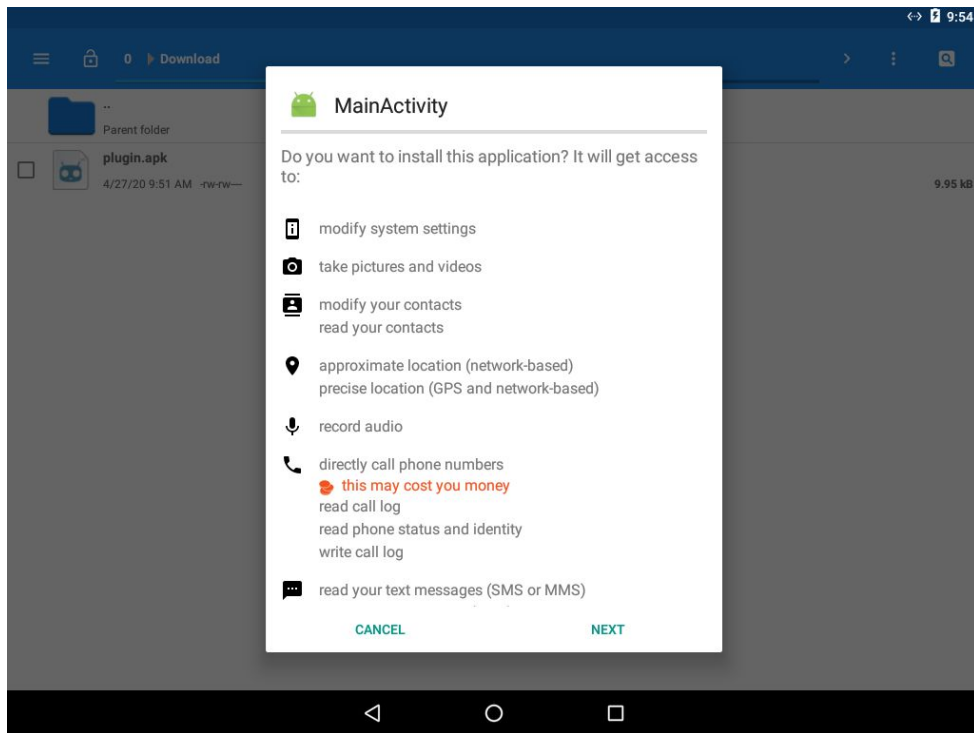 9:54
0 Download
..
Parent folder
plugin.apk
4/27/20 9:51 AM -rw-rw—
9.95 kB
MainActivity
Do you want to install this application? It will get access
to:
modify system settings
take pictures and videos
modify your contacts
read your contacts
approximate location (network-based)
precise location (GPS and network-based)
record audio
directly call phone numbers
this may cost you money
read call log
read phone status and identity
write call log
read your text messages (SMS or MMS)
CANCEL NEXT